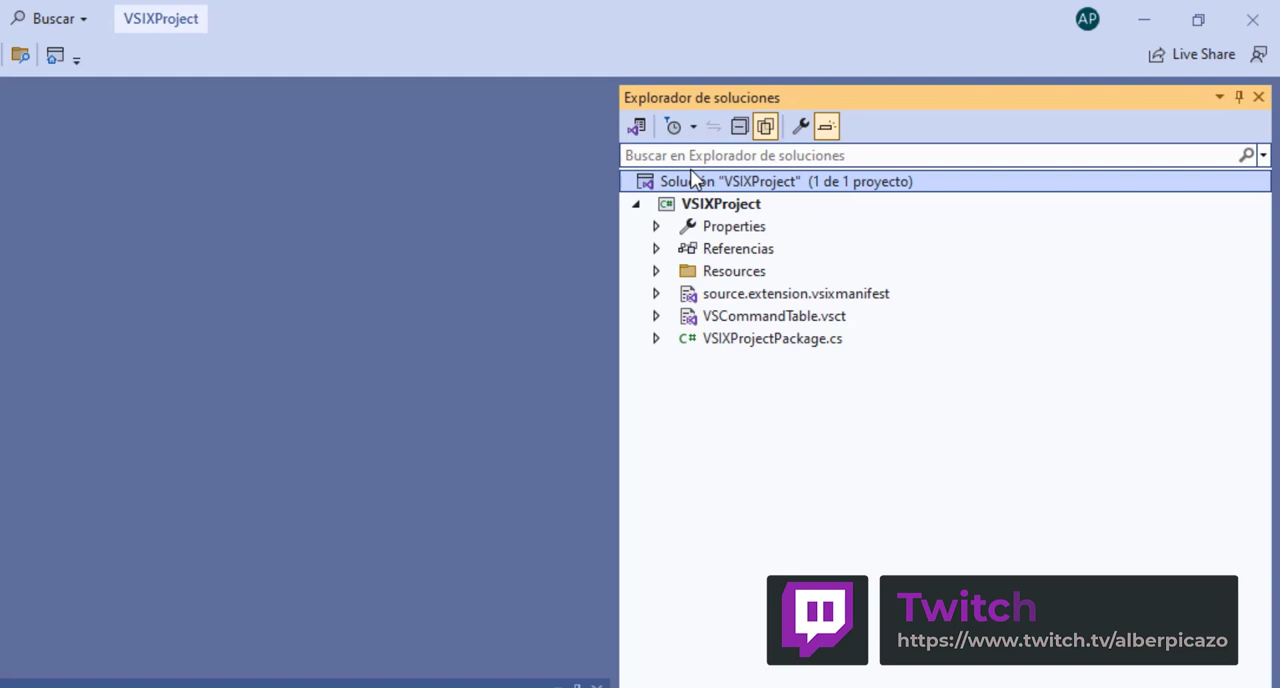 Buscar
VSIXProject
AP
Live Share
Explorador de soluciones
Buscar en Explorador de soluciones
Solución "VSIXProject" (1 de 1 proyecto)
C# VSIXProject
Properties
Referencias
Resources
source.extension.vsixmanifest
VSCommandTable.vsct
C# VSIXProjectPackage.cs
Twitch
https://www.twitch.tv/alberpicazo